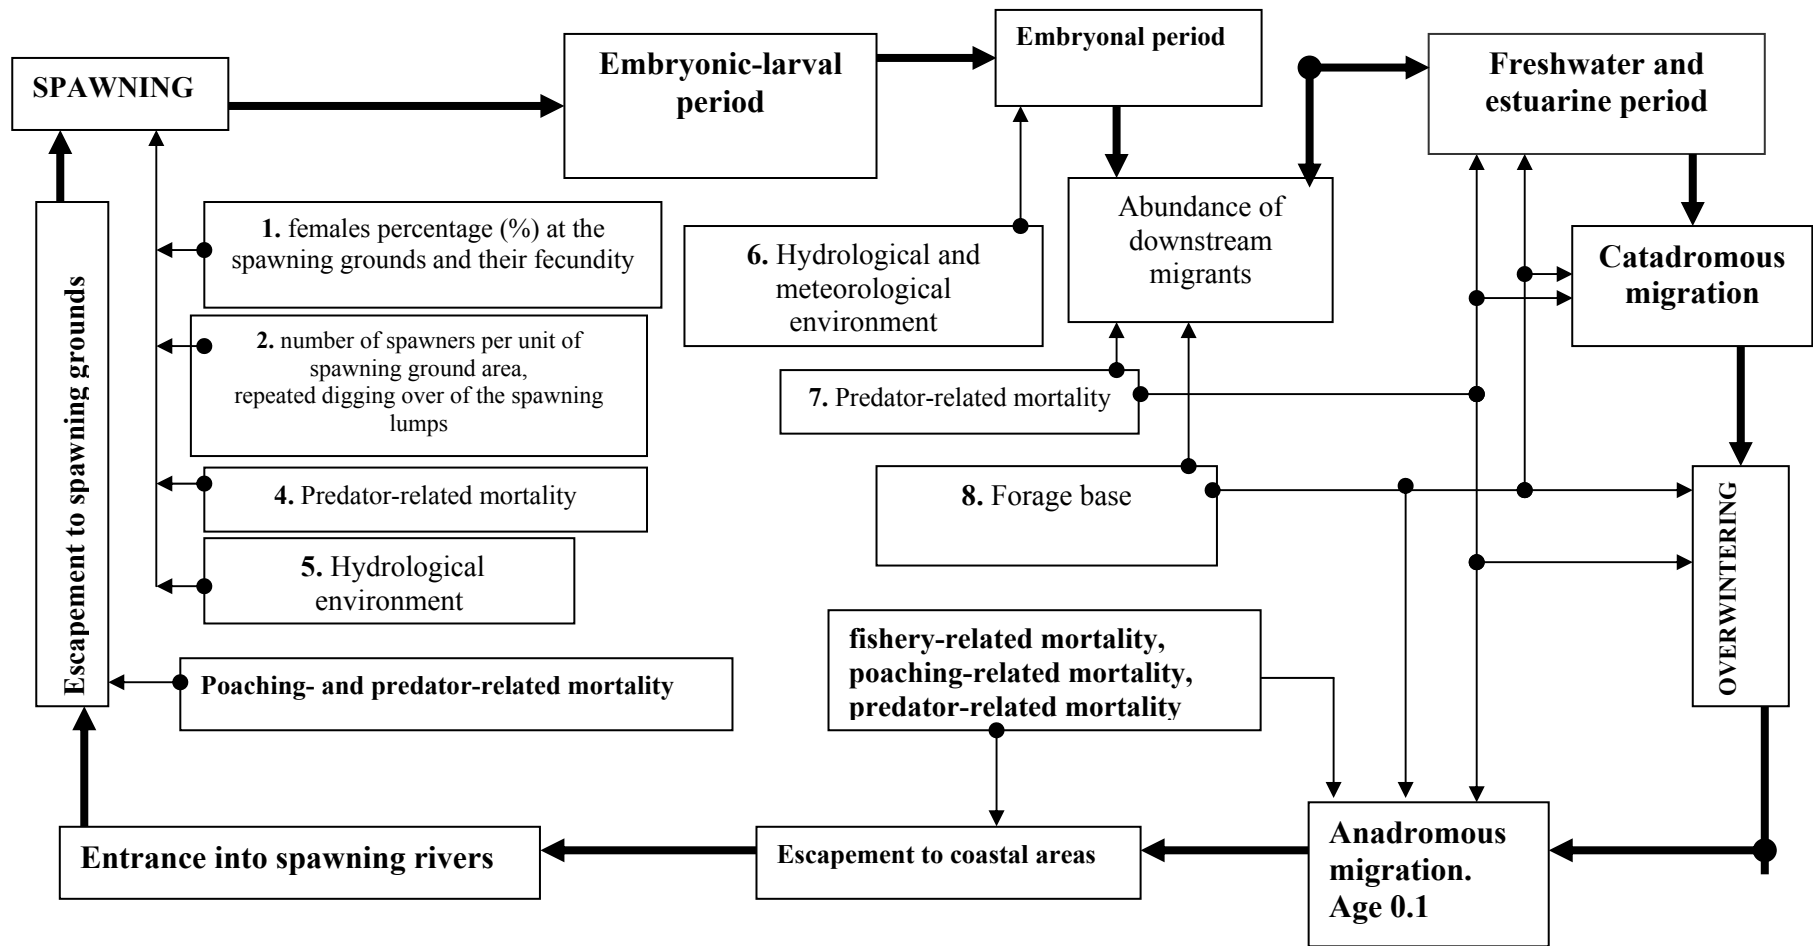 SPAWNING
Embryonic-larval
period
Embryonal period
Freshwater and
estuarine period
Escapement to spawning grounds
1. females percentage (%) at the
spawning grounds and their fecundity
2. number of spawners per unit of
spawning ground area,
repeated digging over of the spawning
lumps
4. Predator-related mortality
5. Hydrological
environment
Poaching- and predator-related mortality
6. Hydrological and
meteorological
environment
Abundance of
downstream
migrants
Catadromous
migration
7. Predator-related mortality
8. Forage base
OVERWINTERING
fishery-related mortality,
poaching-related mortality,
predator-related mortality
Entrance into spawning rivers
Escapement to coastal areas
Anadromous
migration.
Age 0.1